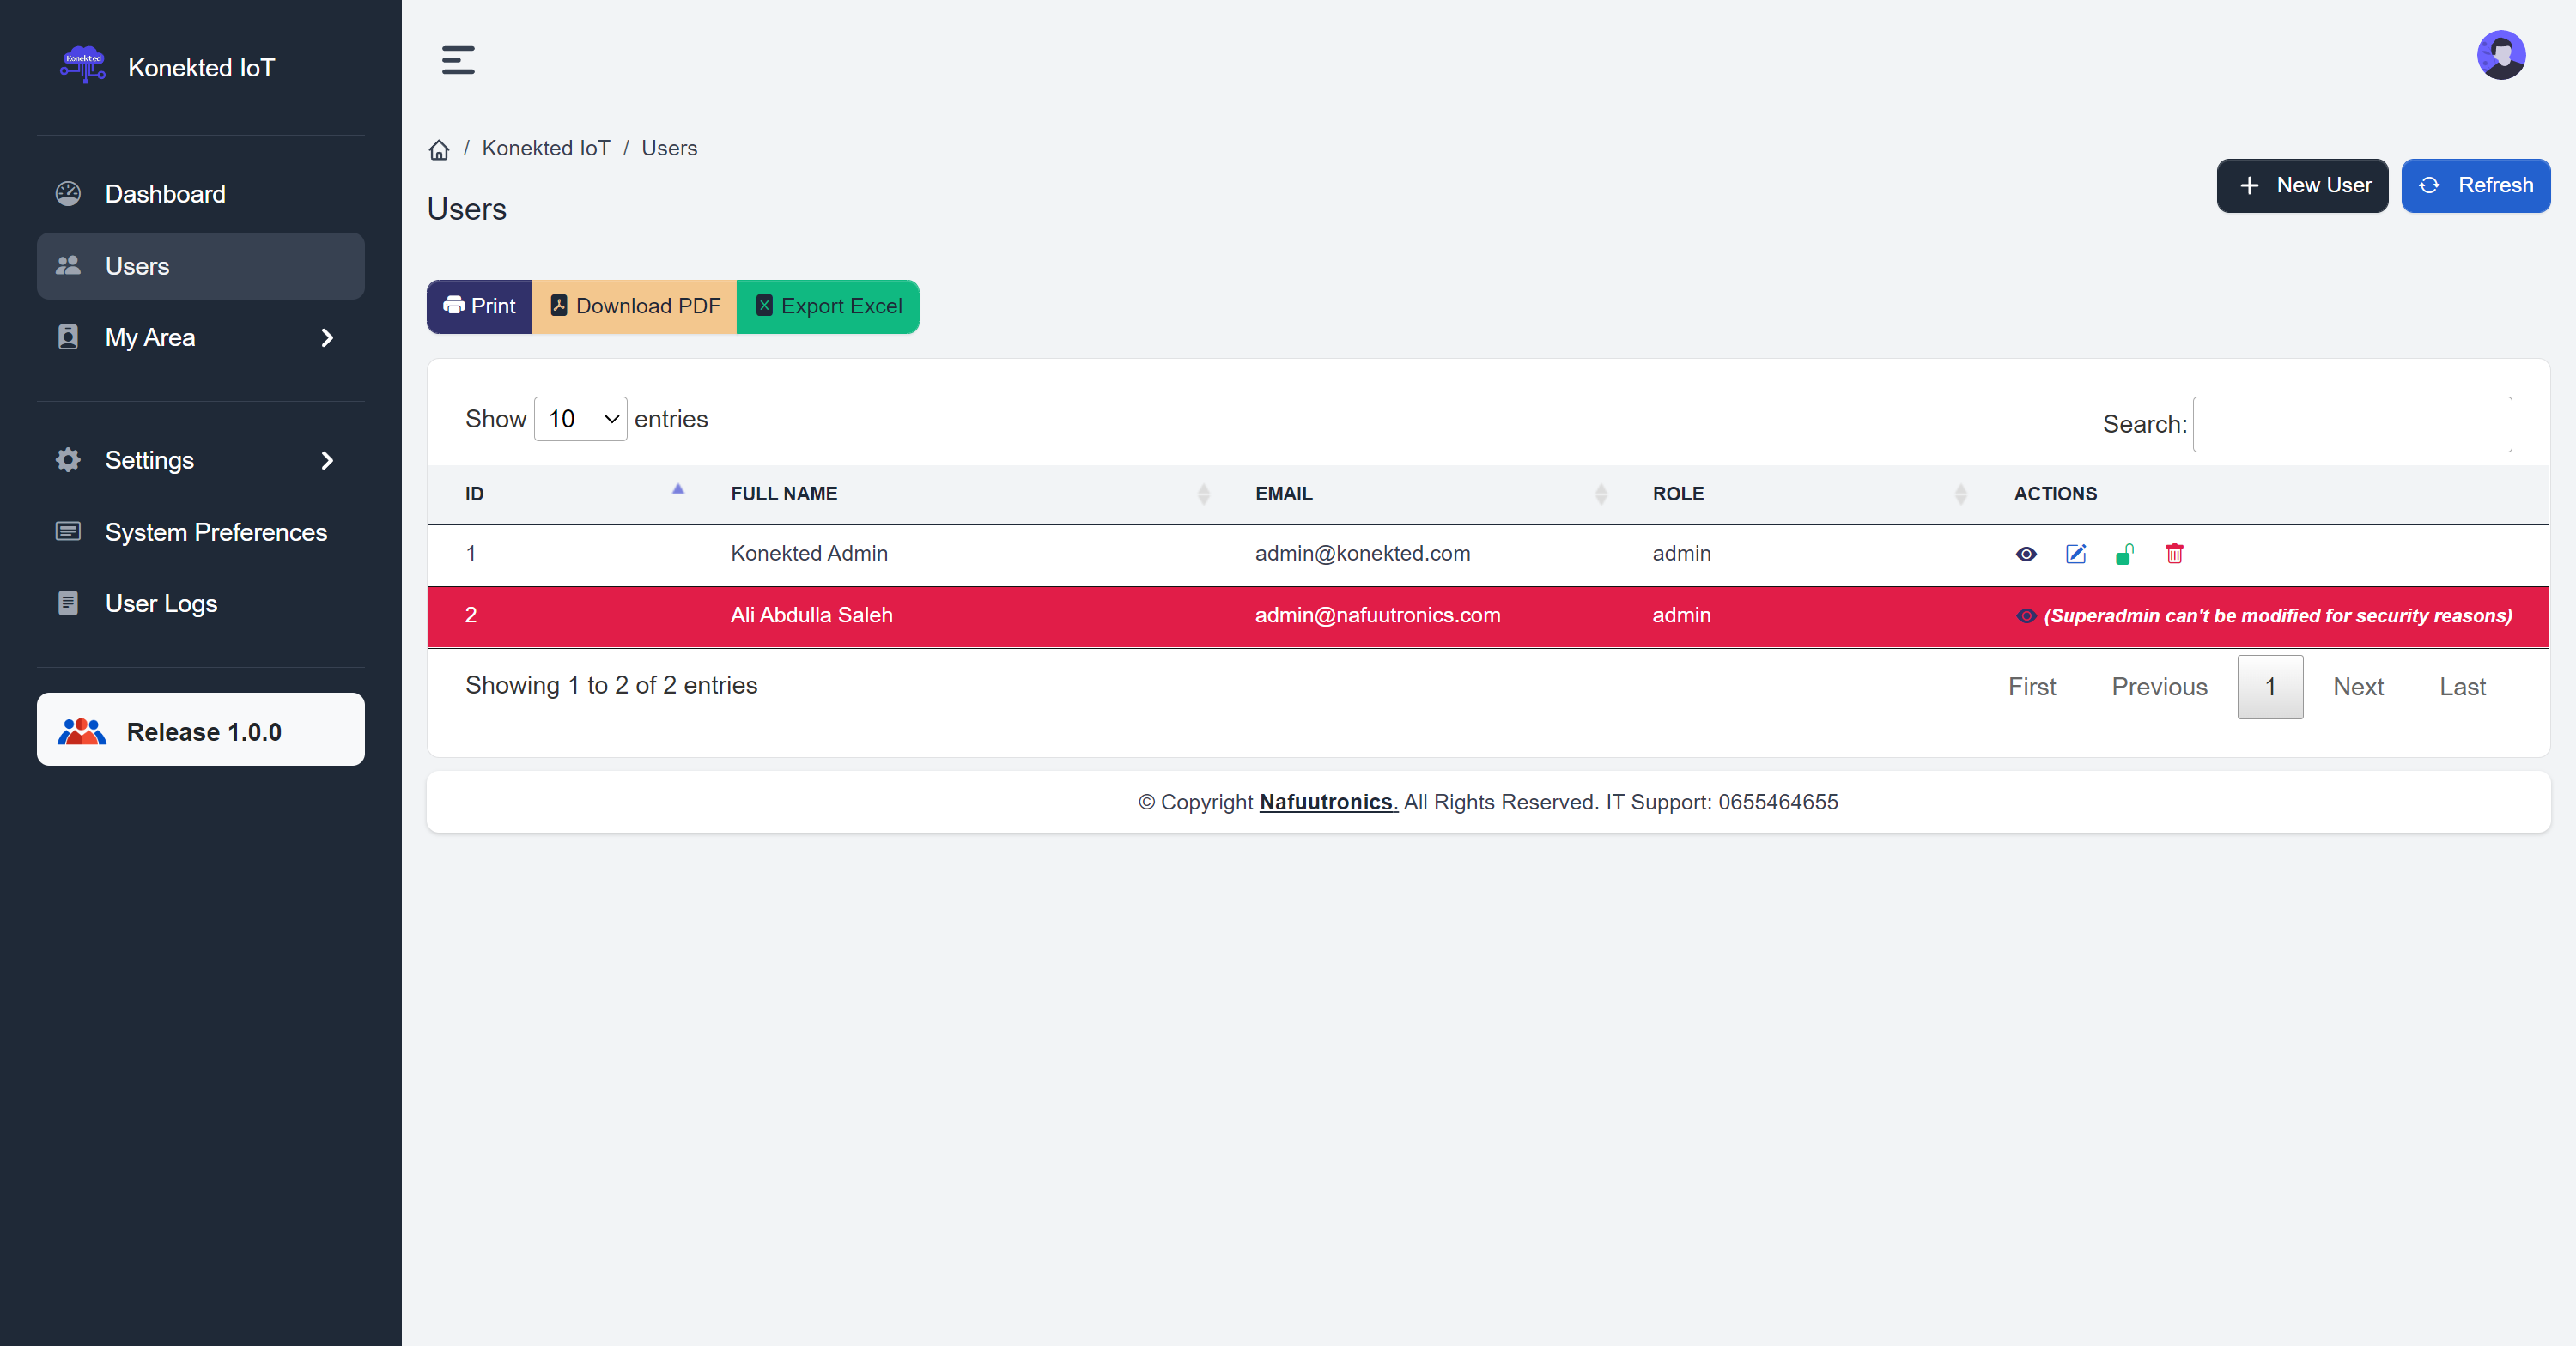 Konekted
Konekted IoT
Dashboard
Users
My Area
Settings
System Preferences
User Logs
Release 1.0.0
/ Konekted IoT / Users
Users
New User
Refresh
Print
Download PDF
Export Excel
Show 10 entries
Search:
ID FULL NAME EMAIL ROLE ACTIONS
1 Konekted Admin admin@konekted.com admin
2 Ali Abdulla Saleh admin@nafuutronics.com admin (Superadmin can't be modified for security reasons)
Showing 1 to 2 of 2 entries
First Previous 1 Next Last
© Copyright Nafuutronics. All Rights Reserved. IT Support: 0655464655